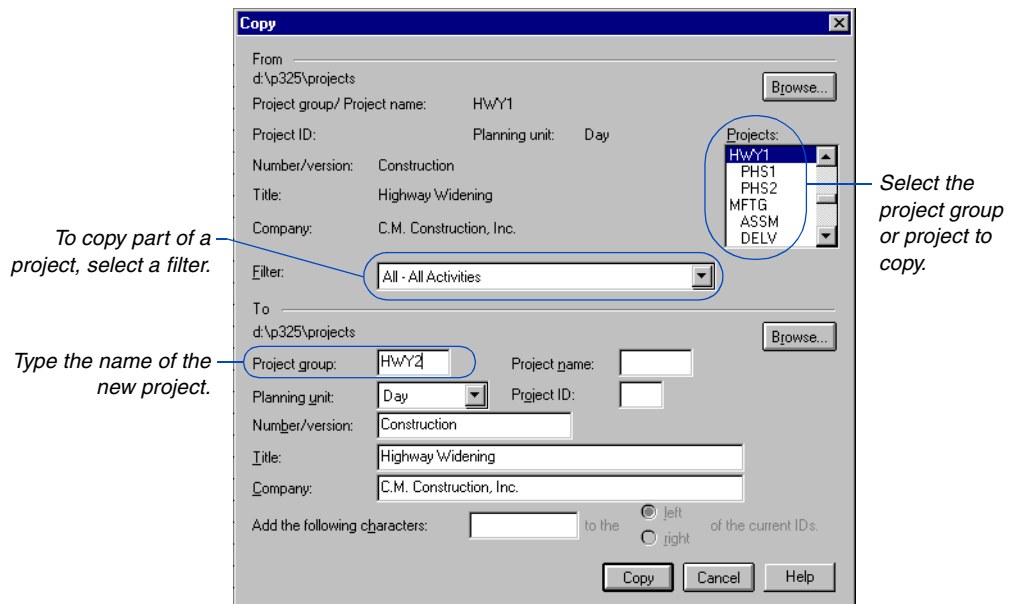 Copy
From
d:\p325\projects
Browse...
Project group/ Project name: HWY1
Project ID: Planning unit: Day
Projects:
HWY1
PHS1
PHS2
MFTG
ASSM
DELV
Number/version: Construction
Title: Highway Widening
Company: C.M. Construction, Inc.
Select the
project group
or project to
copy.
To copy part of a
project, select a filter.
Filter: All - All Activities
To
d:\p325\projects
Browse...
Type the name of the
new project.
Project group: HWY2 Project name:
Planning unit: Day Project ID:
Number/version: Construction
Title: Highway Widening
Company: C.M. Construction, Inc.
Add the following characters: to the left of the current IDs.
right
Copy Cancel Help